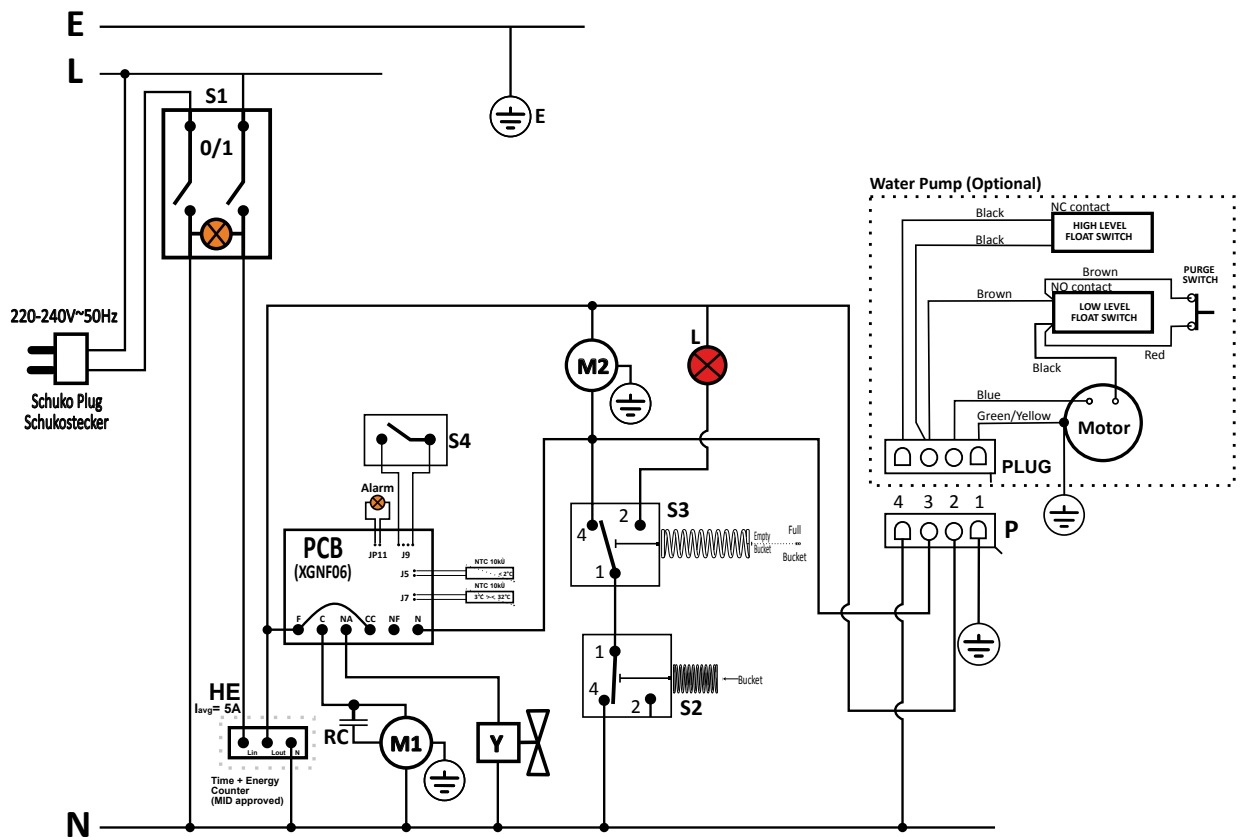 E
L
S1
E
0/1
Water Pump (Optional)
Black
NC contact
HIGH LEVEL
FLOAT SWITCH
Black
Brown
PURGE
SWITCH
NO contact
Brown
LOW LEVEL
FLOAT SWITCH
Red
Black
220-240V~50Hz
Schuko Plug
Schukostecker
M2
L
Blue
Green/Yellow
Motor
PLUG
S4
Alarm
4 3 2 1
P
PCB
(XGNF06)
JP11 J9
J5
NTC 10kÙ
< 2°C
J7
NTC 10kÙ
3°C >-< 32°C
F C NA CC NF N
S3
4
2
1
Empty
Bucket
Full
Bucket
1
4
2
S2
Bucket
HE
Iavg= 5A
Lin Lout N
RC
M1
Y
Time + Energy
Counter
(MID approved)
N